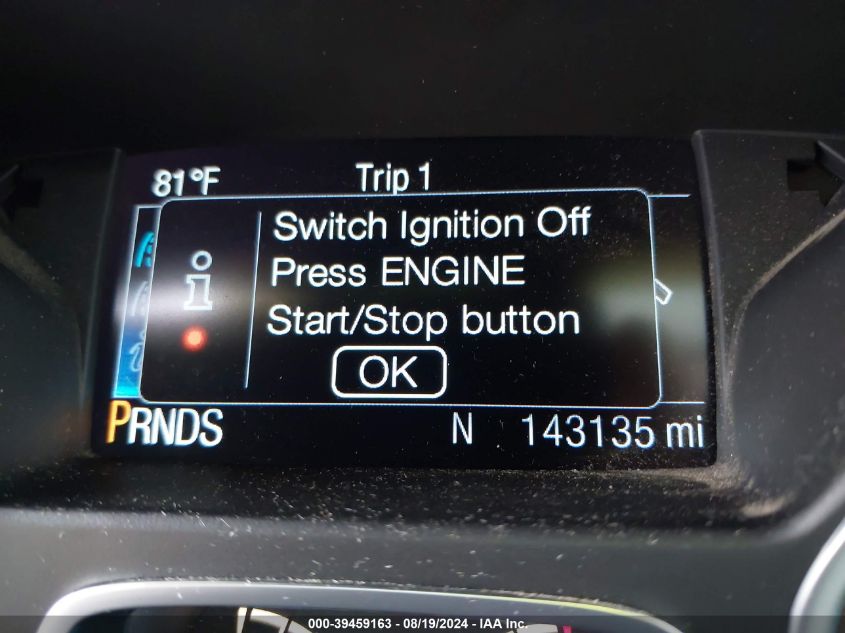 81°F Trip 1
Switch Ignition Off
Press ENGINE
Start/Stop button
OK
PRNDS N 143135 mi
000-39459163 - 08/19/2024 - IAA Inc.